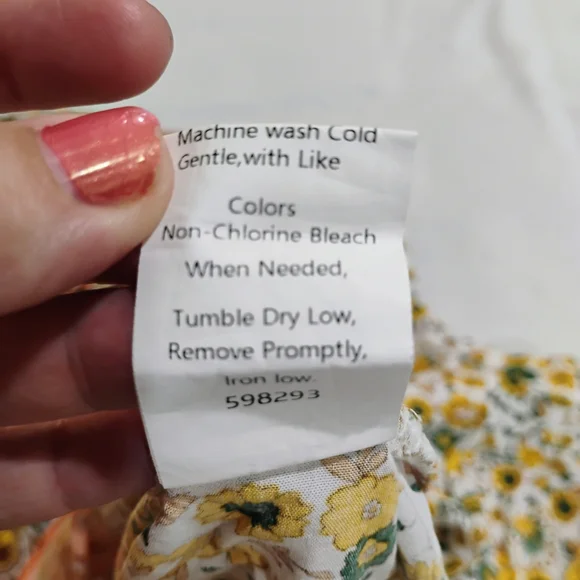 Machine wash Cold
Gentle,with Like
Colors
Non-Chlorine Bleach
When Needed,
Tumble Dry Low,
Remove Promptly,
Iron low.
598293